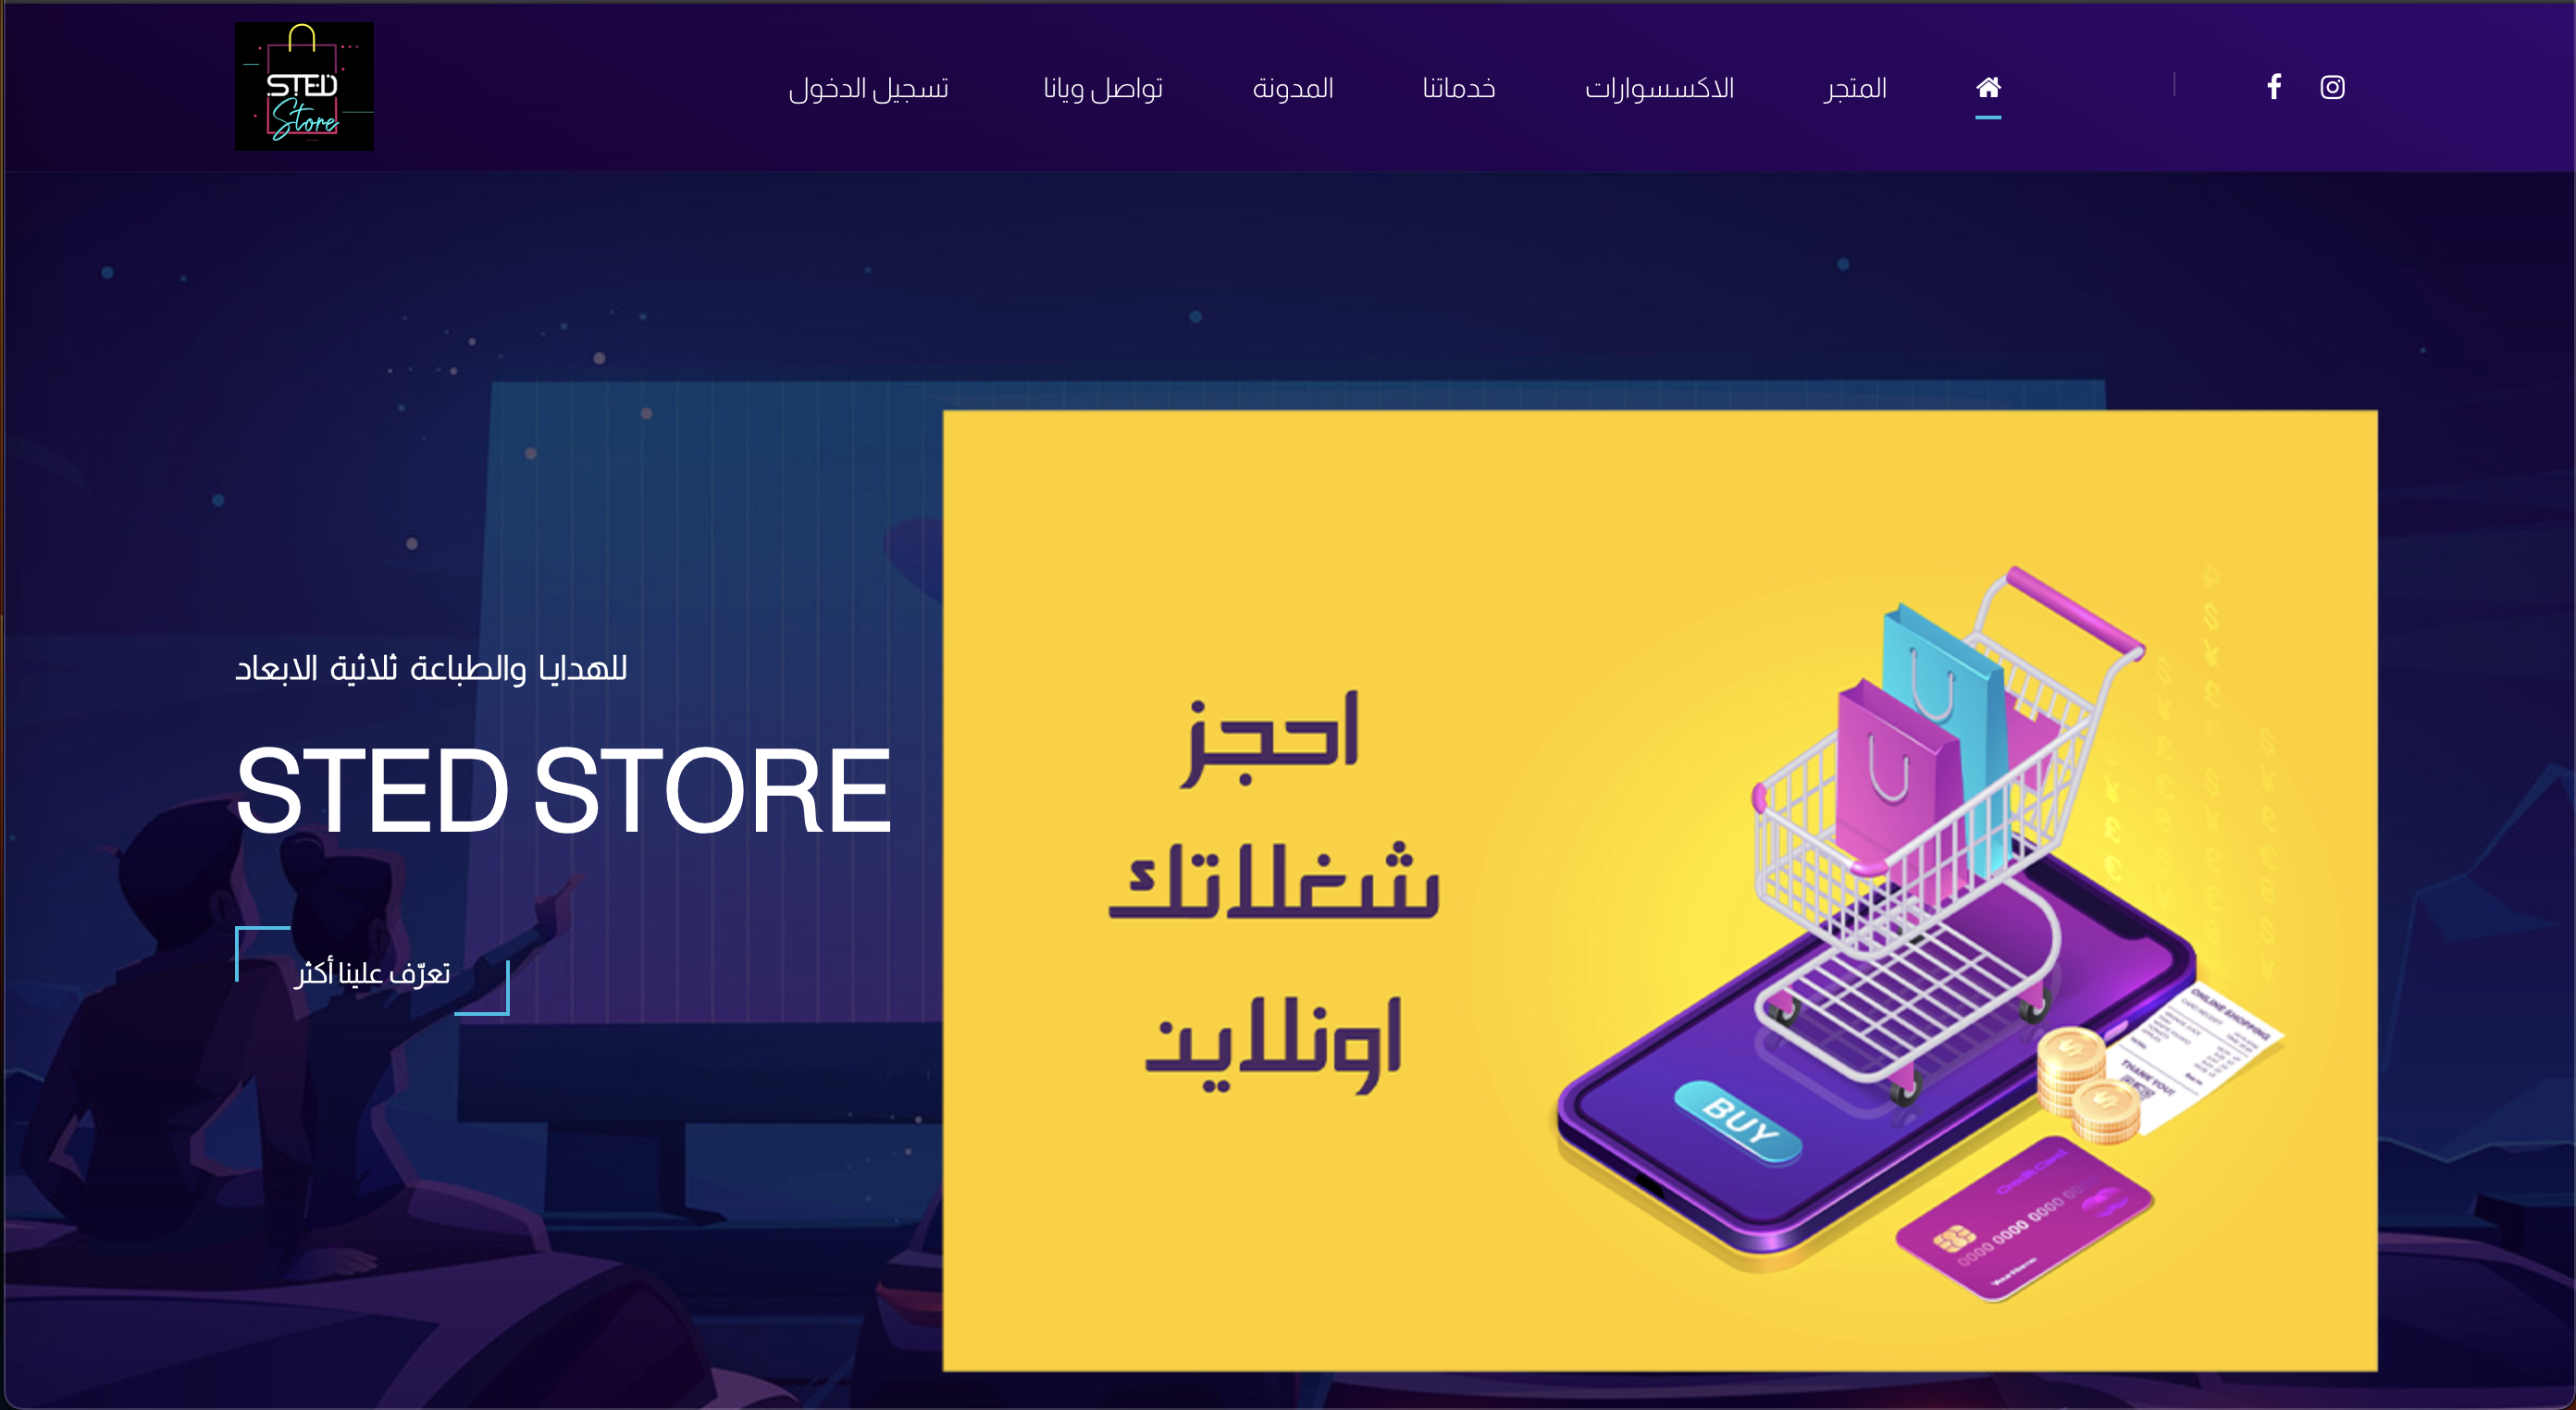 STED
Store
المتجر
الاكسسوارات
خدماتنا
المدونة
تواصل ويانا
تسجيل الدخول
للهدايا والطباعة ثلاثية الابعاد
STED STORE
تعرّف علينا أكثر
احجز
شغلاتك
اونلاين
BUY
ONLINE SHOPPING
THANK YOU!
Credit Card
0000 0000 0000 00